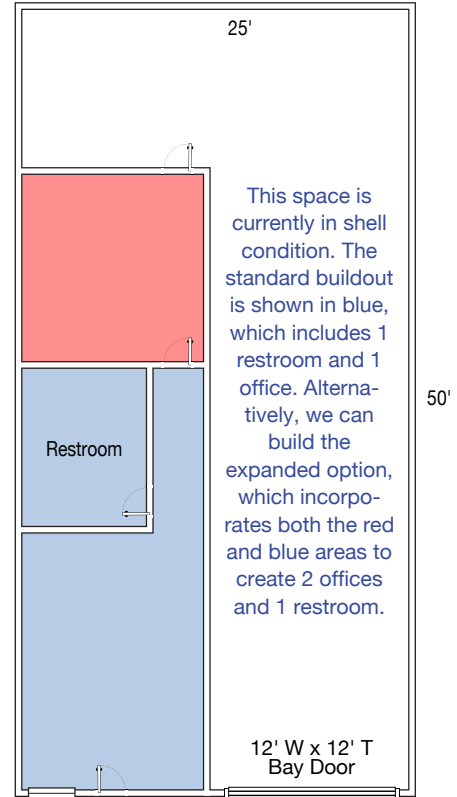 25'
This space is
currently in shell
condition. The
standard buildout
is shown in blue,
which includes 1
restroom and 1
office. Alterna-
tively, we can
build the
expanded option,
which incorpo-
rates both the red
and blue areas to
create 2 offices
and 1 restroom.
50'
Restroom
12' W x 12' T
Bay Door